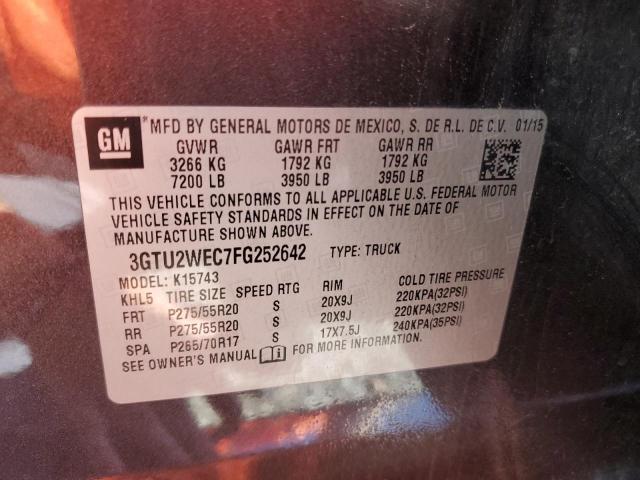 GM ®* MFD BY GENERAL MOTORS DE MEXICO, S. DE R.L. DE C.V. 01/15
GVWR GAWR FRT GAWR RR
3266 KG 1792 KG 1792 KG
7200 LB 3950 LB 3950 LB
THIS VEHICLE CONFORMS TO ALL APPLICABLE U.S. FEDERAL MOTOR
VEHICLE SAFETY STANDARDS IN EFFECT ON THE DATE OF
MANUFACTURE SHOWN ABOVE.
3GTU2WEC7FG252642 TYPE: TRUCK
MODEL: K15743
KHL5 TIRE SIZE SPEED RTG RIM COLD TIRE PRESSURE
FRT P275/55R20 S 20X9J 220KPA(32PSI)
RR P275/55R20 S 20X9J 220KPA(32PSI)
SPA P265/70R17 S 17X7.5J 240KPA(35PSI)
SEE OWNER'S MANUAL FOR MORE INFORMATION.